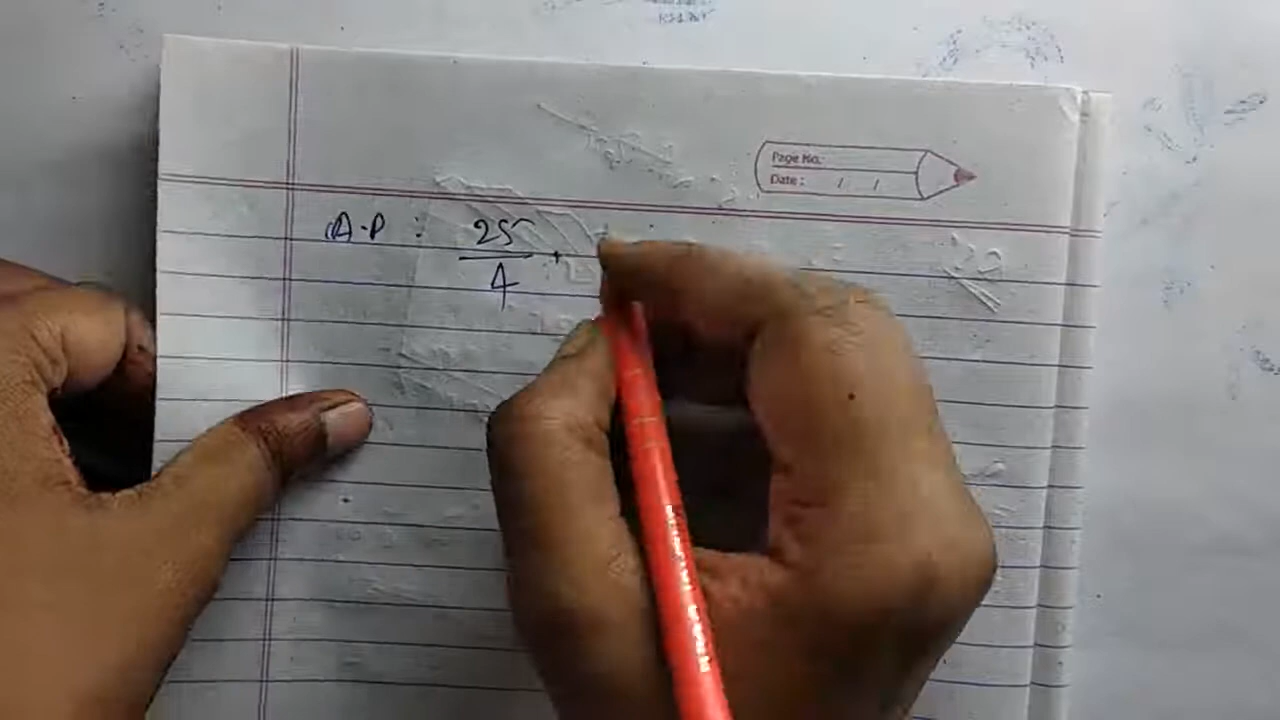 Page No.
Date : / /
A.P : 25/4 ,